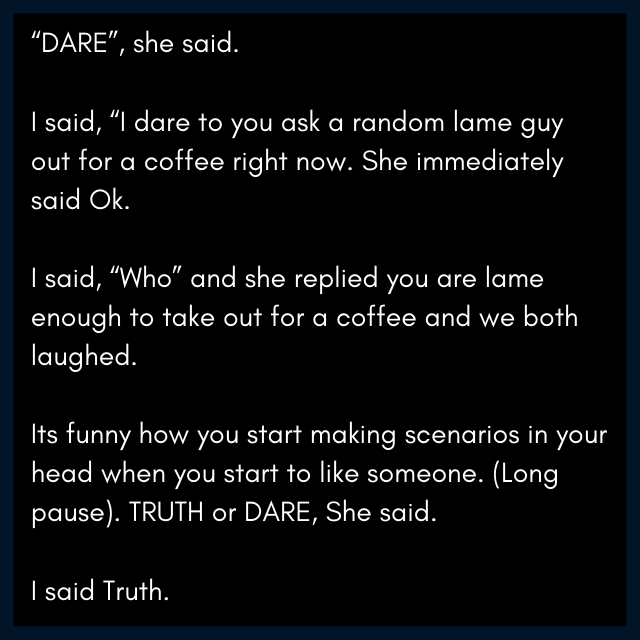 “DARE”, she said.
I said, “I dare to you ask a random lame guy
out for a coffee right now. She immediately
said Ok.
I said, “Who” and she replied you are lame
enough to take out for a coffee and we both
laughed.
Its funny how you start making scenarios in your
head when you start to like someone. (Long
pause). TRUTH or DARE, She said.
I said Truth.